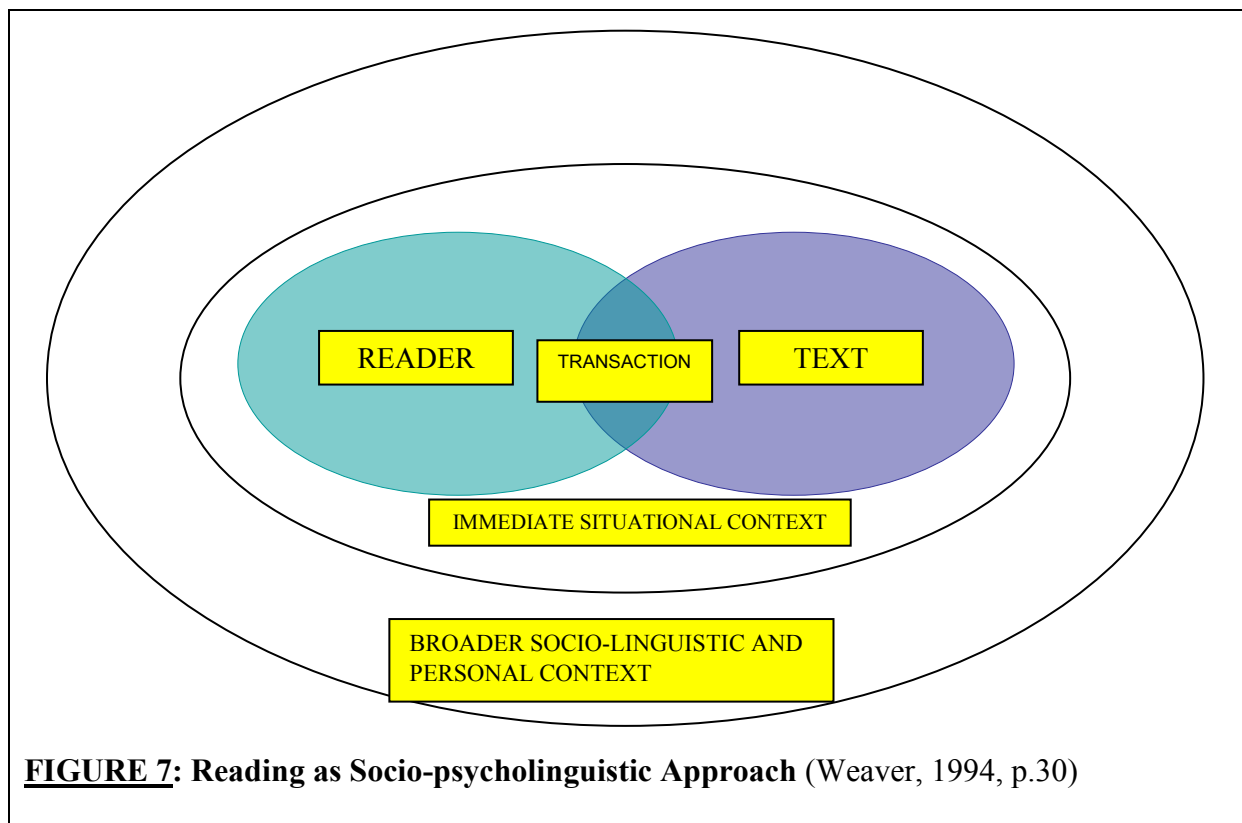 READER
TRANSACTION
TEXT
IMMEDIATE SITUATIONAL CONTEXT
BROADER SOCIO-LINGUISTIC AND
PERSONAL CONTEXT
FIGURE 7: Reading as Socio-psycholinguistic Approach (Weaver, 1994, p.30)